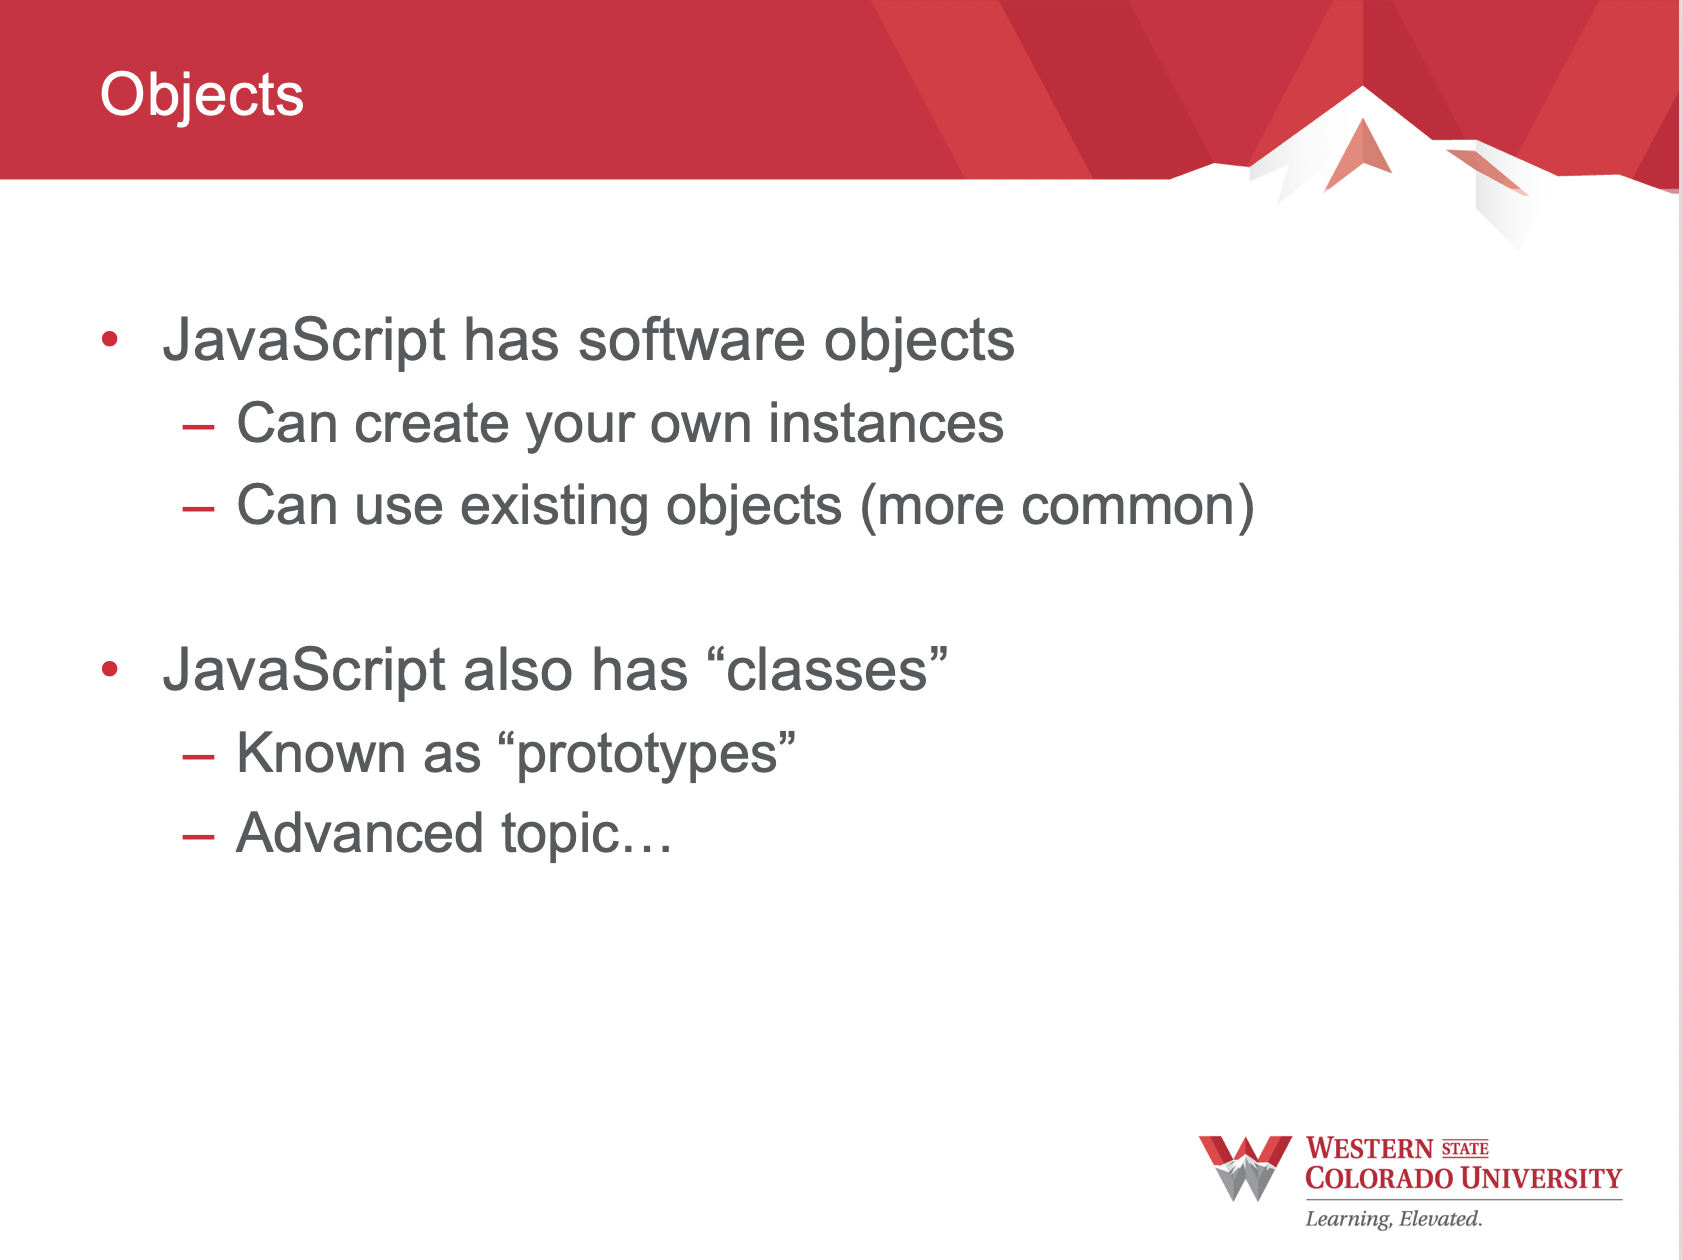 Objects
• JavaScript has software objects
– Can create your own instances
– Can use existing objects (more common)
• JavaScript also has “classes”
– Known as “prototypes”
– Advanced topic…
WESTERN STATE
COLORADO UNIVERSITY
Learning, Elevated.